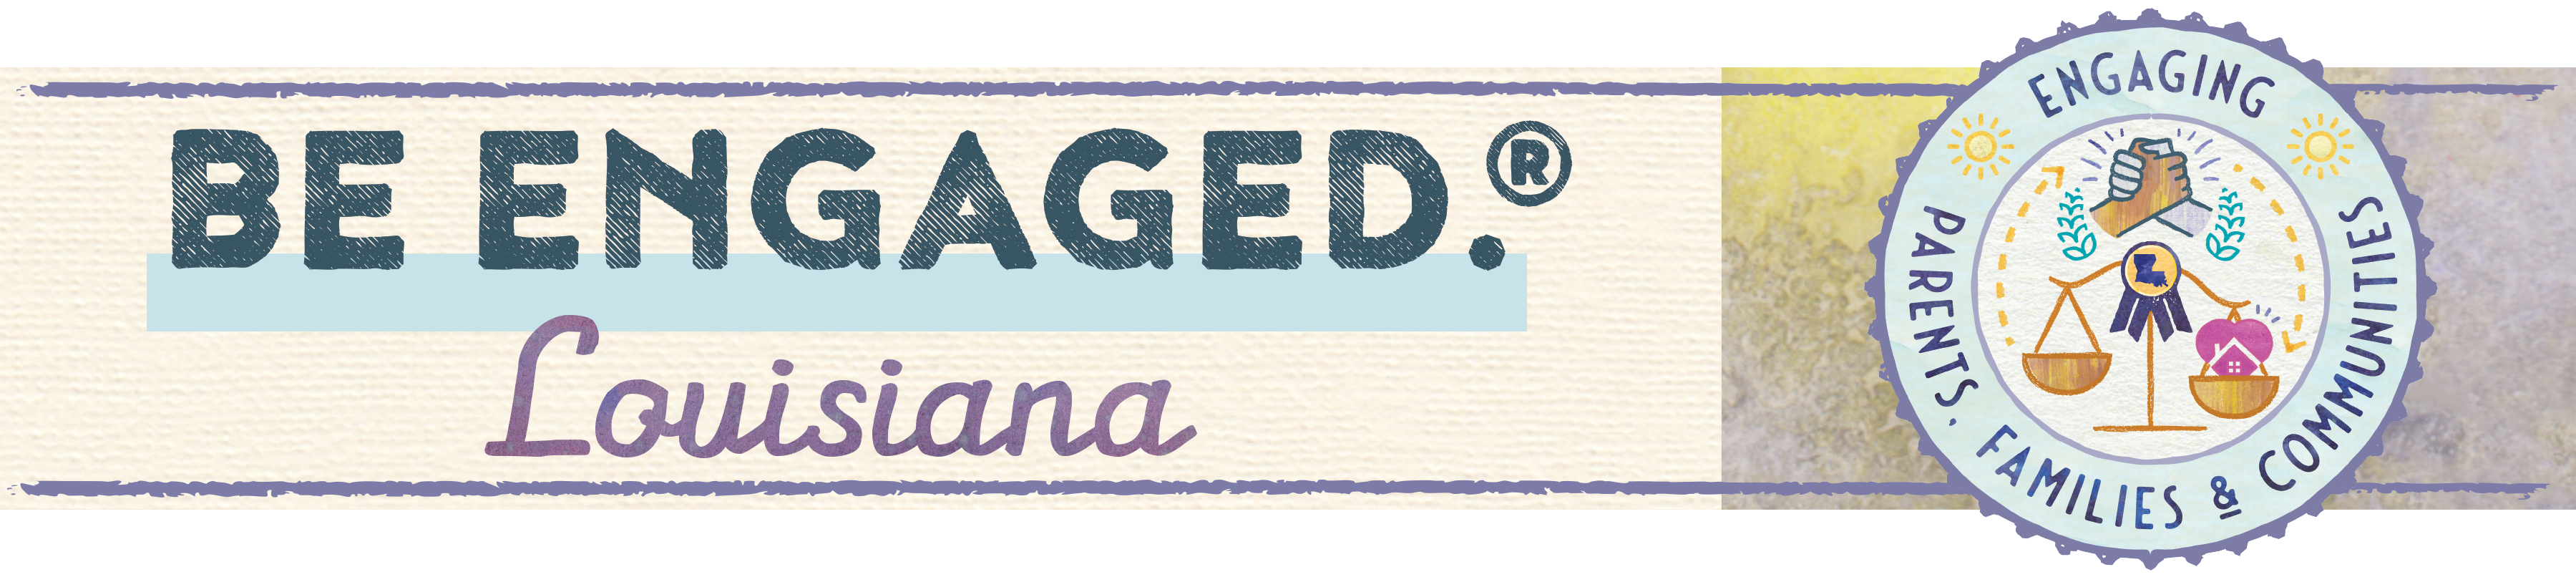 BE ENGAGED.®
Louisiana
ENGAGING
PARENTS, FAMILIES & COMMUNITIES